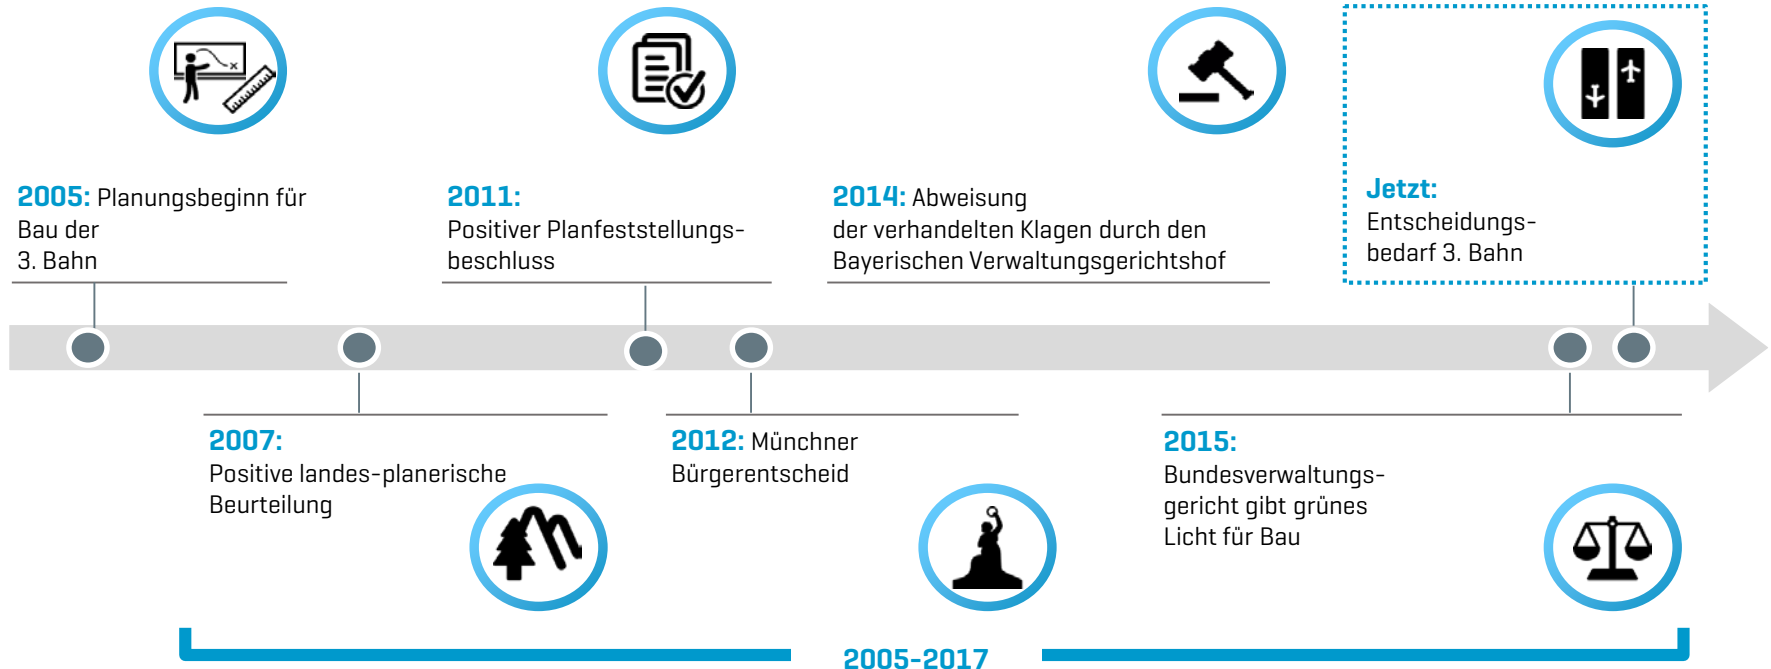 2005: Planungsbeginn für
Bau der
3. Bahn
2011:
Positiver Planfeststellungs-
beschluss
2014: Abweisung
der verhandelten Klagen durch den
Bayerischen Verwaltungsgerichtshof
Jetzt:
Entscheidungs-
bedarf 3. Bahn
2007:
Positive landes-planerische
Beurteilung
2012: Münchner
Bürgerentscheid
2015:
Bundesverwaltungs-
gericht gibt grünes
Licht für Bau
2005-2017